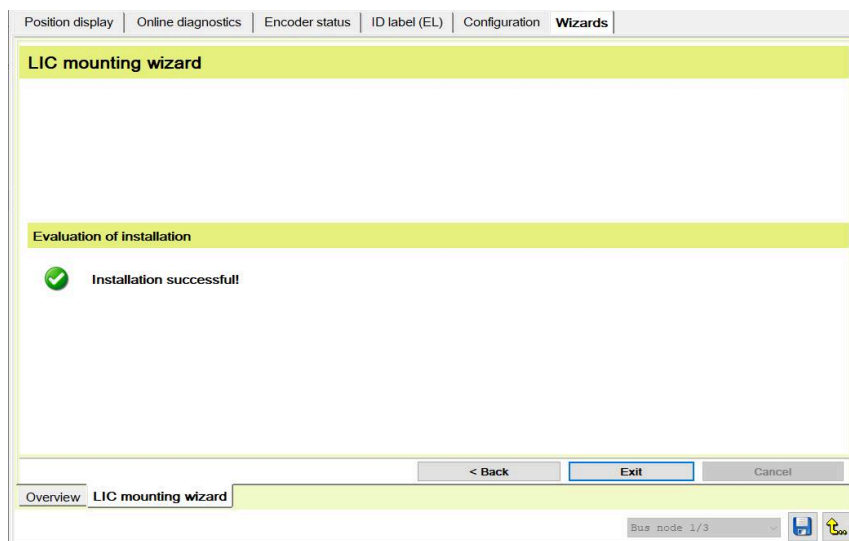 Position display Online diagnostics Encoder status ID label (EL) Configuration Wizards
LIC mounting wizard
Evaluation of installation
Installation successful!
< Back Exit Cancel
Overview LIC mounting wizard
Bus node 1/3